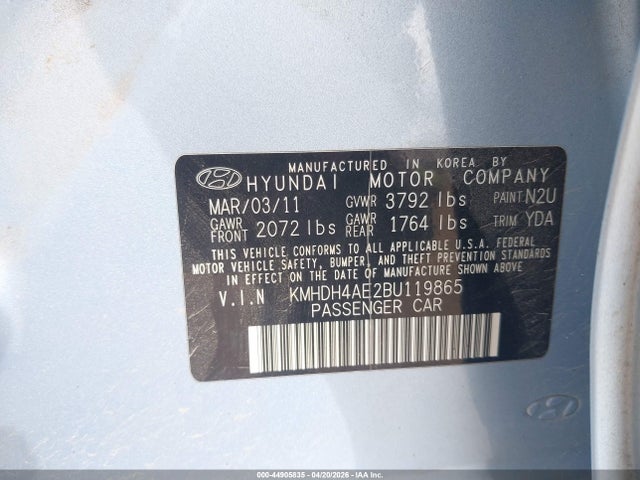 MANUFACTURED IN KOREA BY
HYUNDAI MOTOR COMPANY
MAR/03/11 GVWR 3792 lbs PAINT N2U
GAWR FRONT 2072 lbs GAWR REAR 1764 lbs TRIM YDA
THIS VEHICLE CONFORMS TO ALL APPLICABLE U.S.A. FEDERAL
MOTOR VEHICLE SAFETY, BUMPER, AND THEFT PREVENTION STANDARDS
IN EFFECT ON THE DATE OF MANUFACTURE SHOWN ABOVE.
V.I.N KMHDH4AE2BU119865
PASSENGER CAR
000-44905835 - 04/20/2026 - IAA Inc.